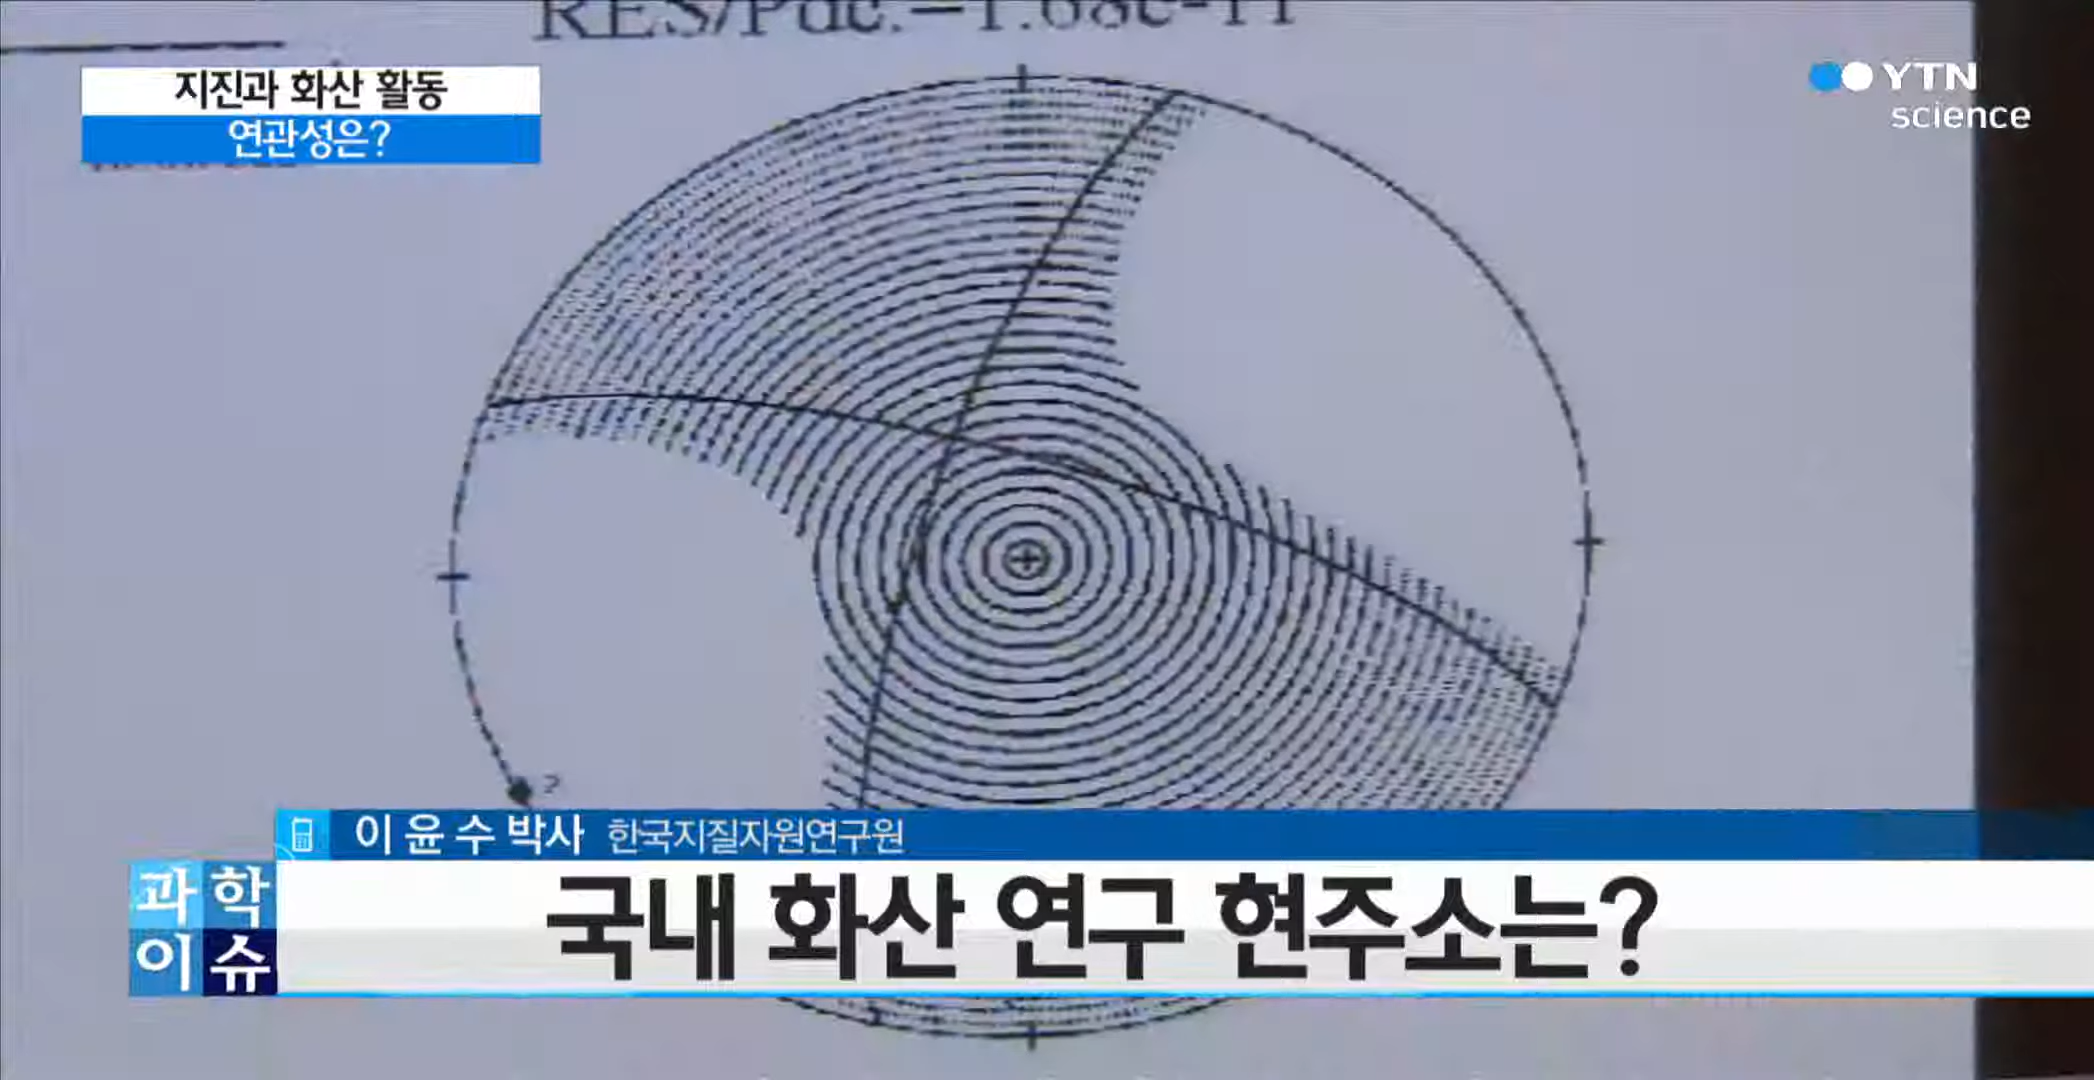 지진과 화산 활동
연관성은?
YTN
science
이윤수 박사 한국지질자원연구원
과학
이슈
국내 화산 연구 현주소는?